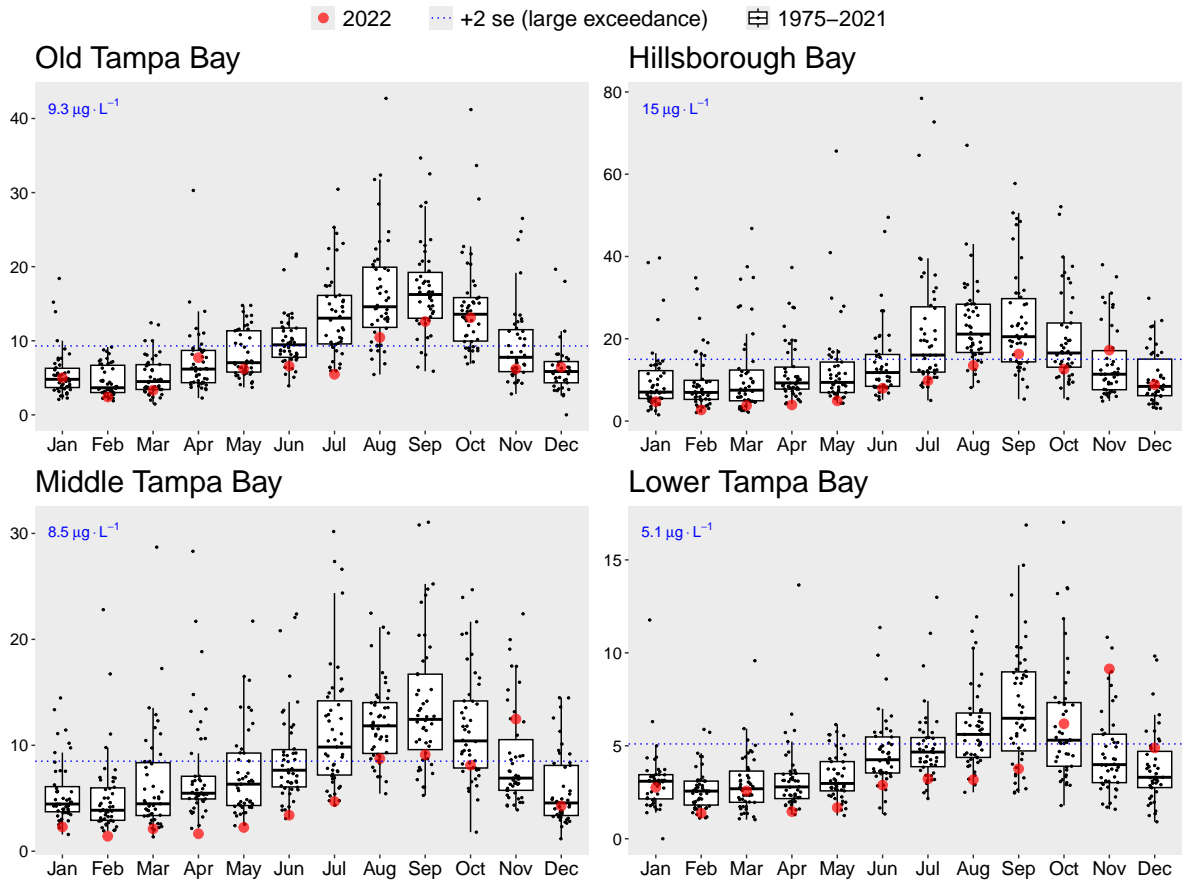 2022 +2 se (large exceedance) 1975−2021
Old Tampa Bay
9.3 µg⋅L⁻¹
40
30
20
10
0
Jan Feb Mar Apr May Jun Jul Aug Sep Oct Nov Dec
Hillsborough Bay
15 µg⋅L⁻¹
80
60
40
20
0
Jan Feb Mar Apr May Jun Jul Aug Sep Oct Nov Dec
Middle Tampa Bay
8.5 µg⋅L⁻¹
30
20
10
0
Jan Feb Mar Apr May Jun Jul Aug Sep Oct Nov Dec
Lower Tampa Bay
5.1 µg⋅L⁻¹
15
10
5
0
Jan Feb Mar Apr May Jun Jul Aug Sep Oct Nov Dec